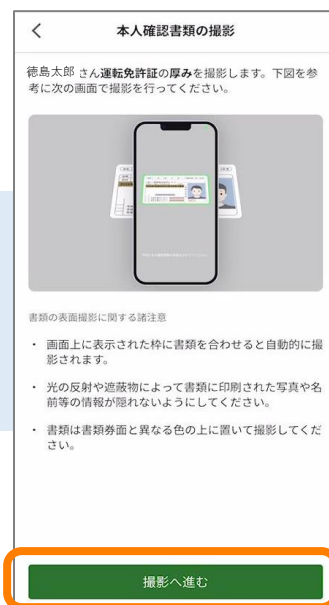 本人確認書類の撮影
徳島太郎 さん運転免許証の厚みを撮影します。下図を参
考に次の画面で撮影を行ってください。
書類の表面撮影に関する諸注意
・ 画面上に表示された枠に書類を合わせると自動的に撮
影されます。
・ 光の反射や遮蔽物によって書類に印刷された写真や名
前等の情報が隠れないようにしてください。
・ 書類は書類券面と異なる色の上に置いて撮影してくだ
さい。
撮影へ進む